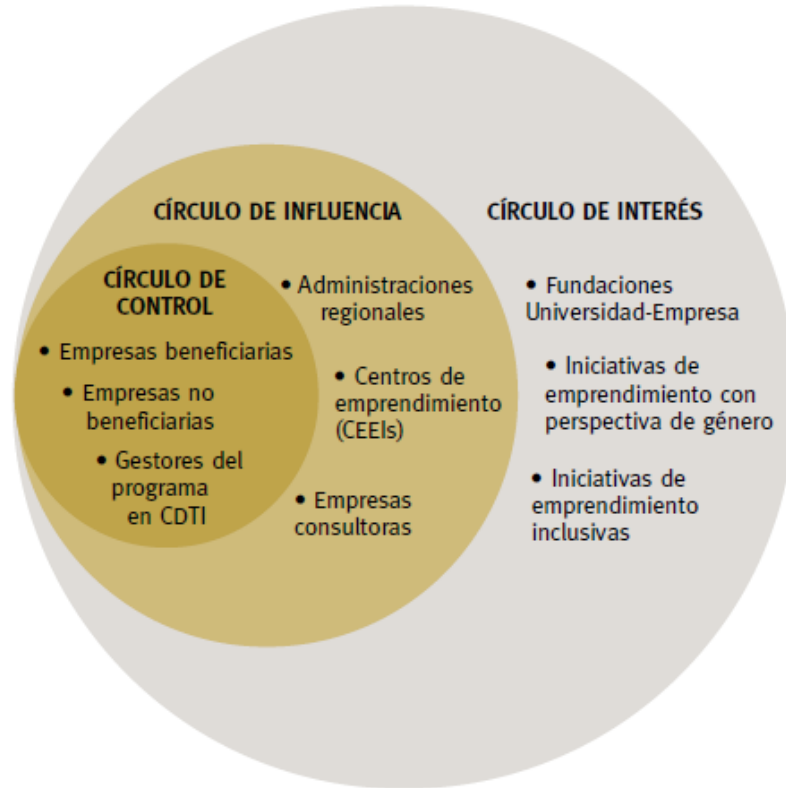 CÍRCULO DE INFLUENCIA
CÍRCULO DE INTERÉS
CÍRCULO DE
CONTROL
• Empresas beneficiarias
• Empresas no
beneficiarias
• Gestores del
programa
en CDTI
• Administraciones
regionales
• Centros de
emprendimiento
(CEEIs)
• Empresas
consultoras
• Fundaciones
Universidad-Empresa
• Iniciativas de
emprendimiento con
perspectiva de género
• Iniciativas de
emprendimiento
inclusivas